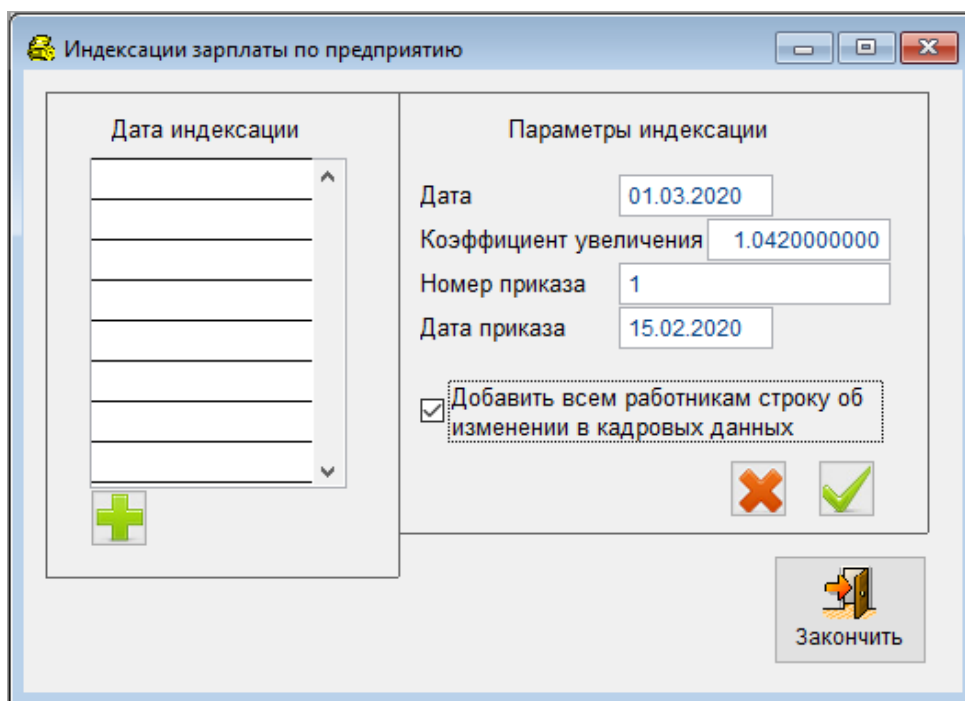 Индексации зарплаты по предприятию
Дата индексации
Параметры индексации
Дата 01.03.2020
Коэффициент увеличения 1.0420000000
Номер приказа 1
Дата приказа 15.02.2020
Добавить всем работникам строку об
изменении в кадровых данных
Закончить